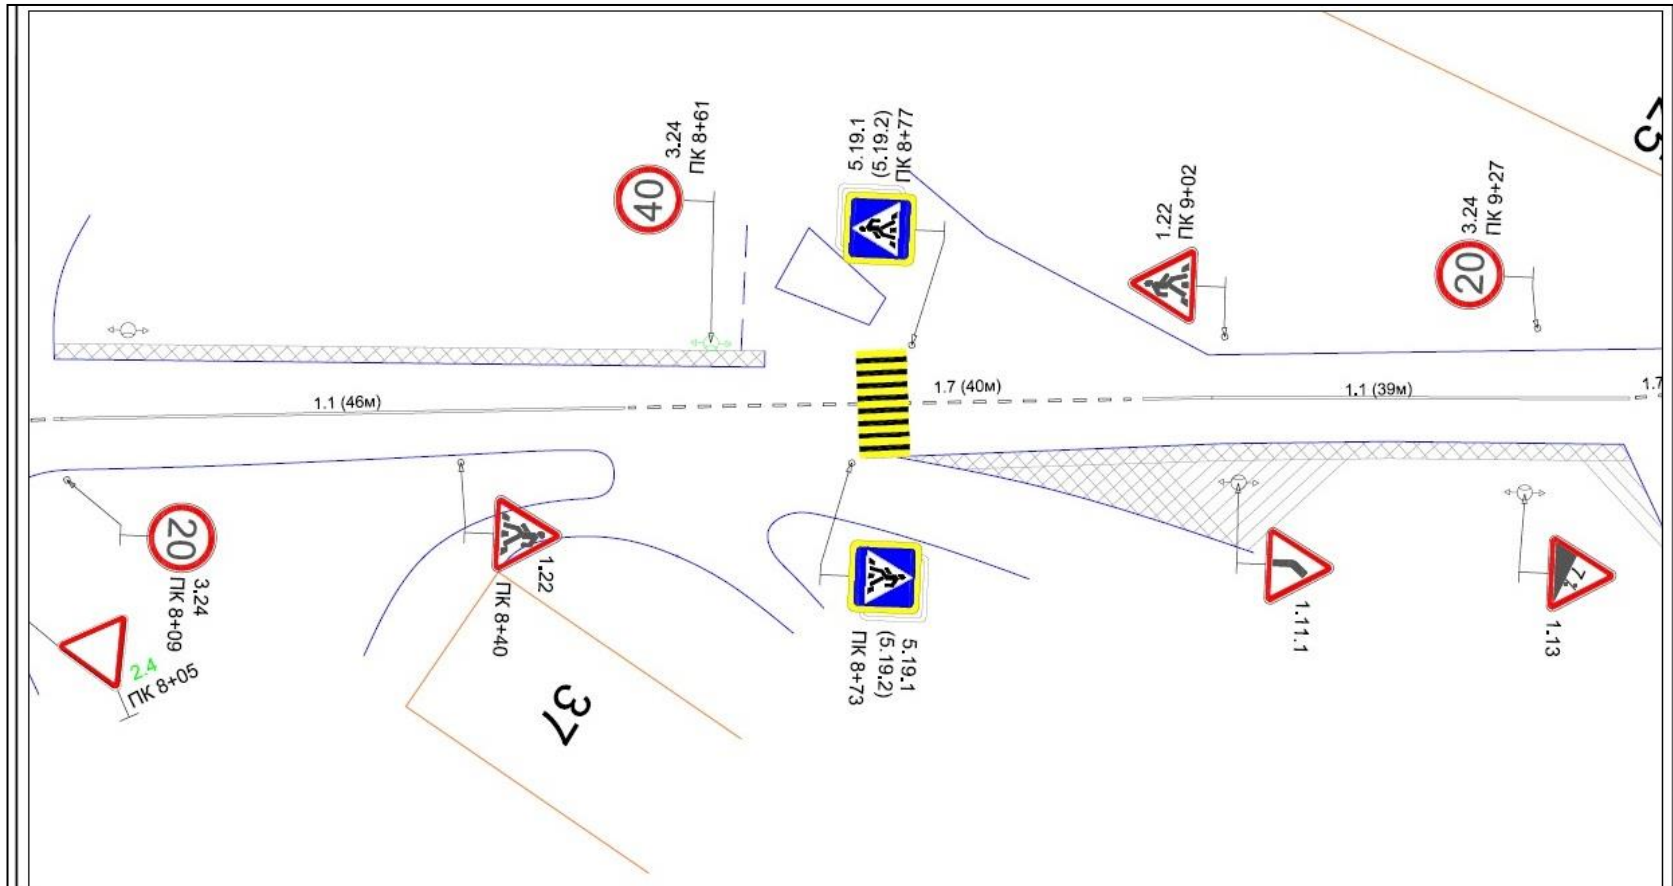 3.24
ПК 8+61
40
5.19.1
(5.19.2)
ПК 8+77
1.22
ПК 9+02
3.24
ПК 9+27
20
1.1 (46м)
1.7 (40м)
1.1 (39м)
1.7
20
3.24
ПК 8+09
2.4
ПК 8+05
1.22
ПК 8+40
37
5.19.1
(5.19.2)
ПК 8+73
1.11.1
1.13